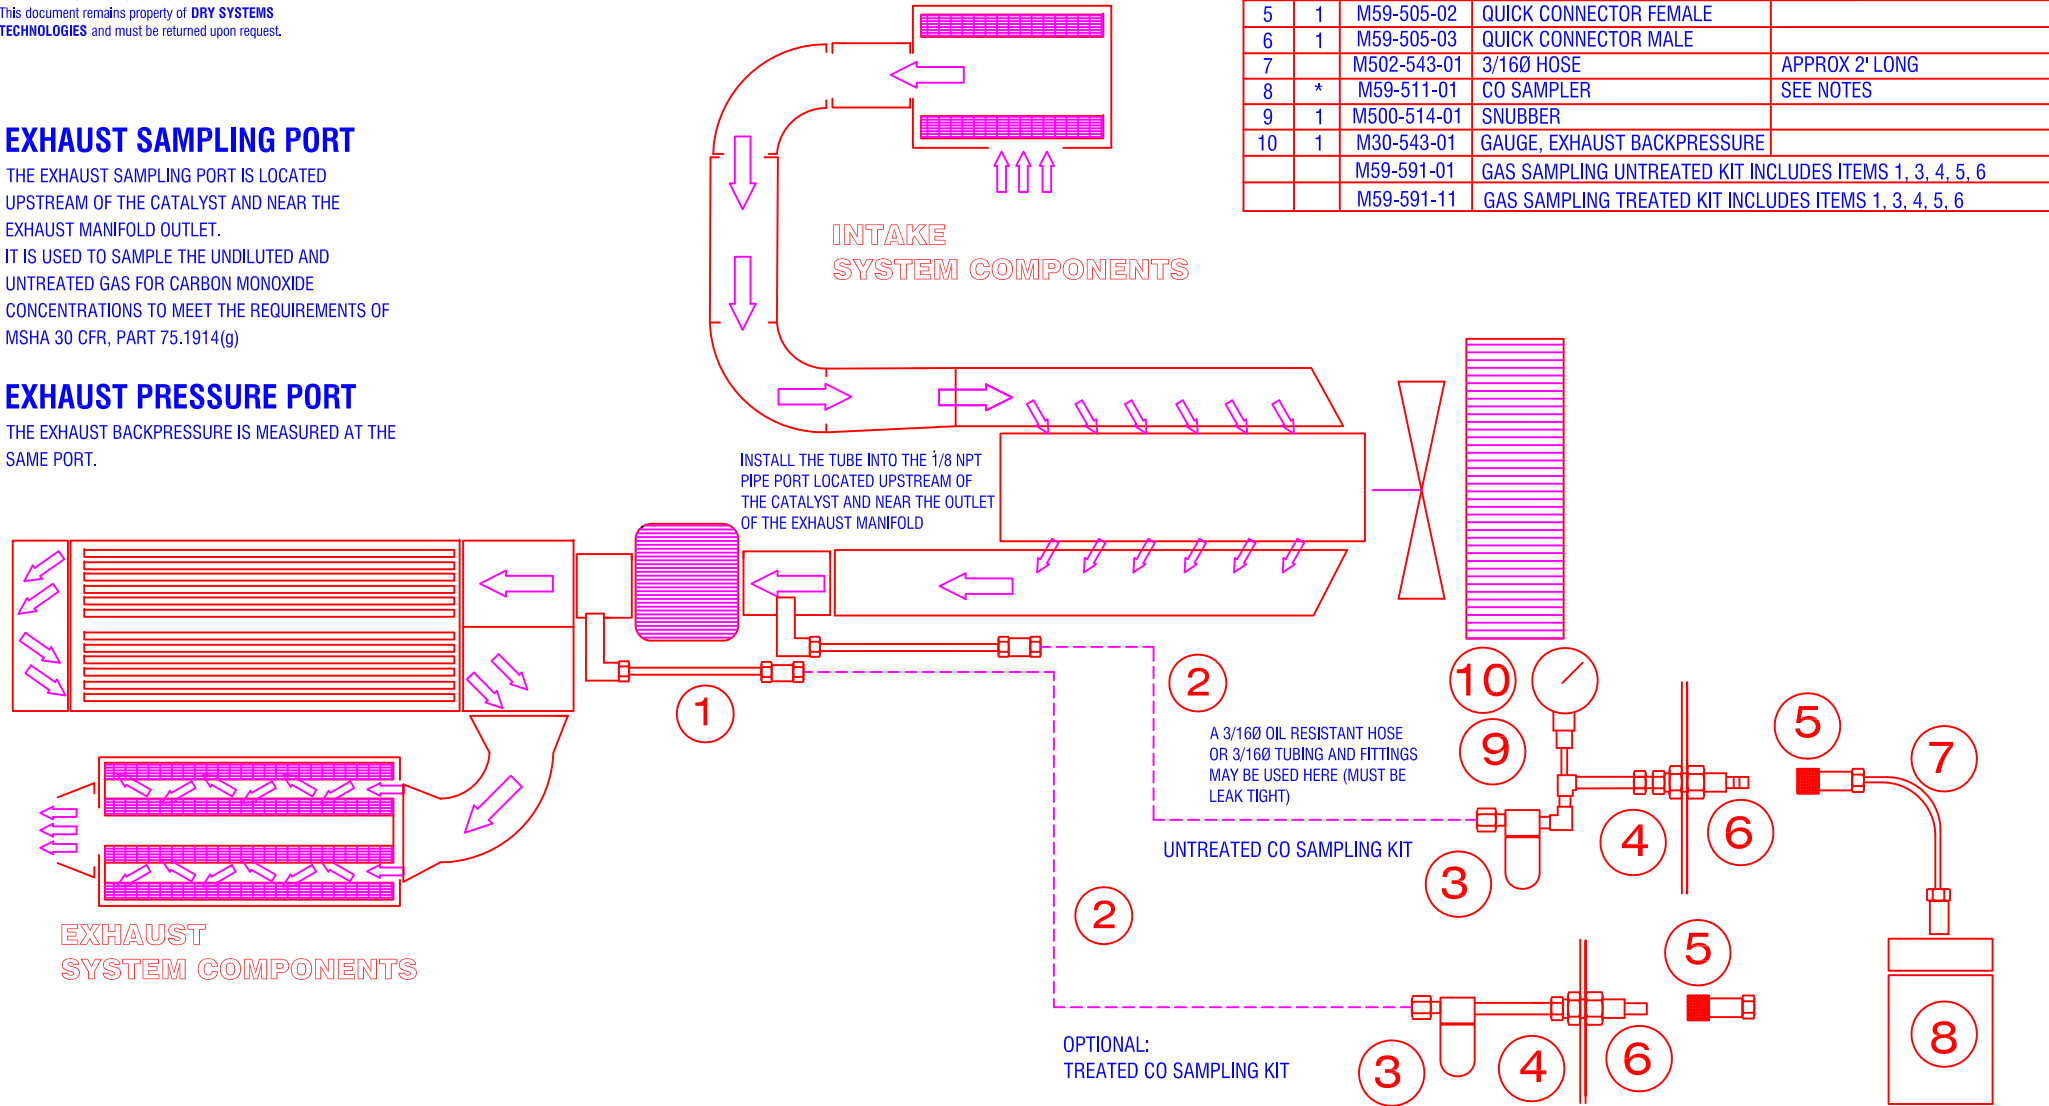 This document remains property of DRY SYSTEMS
TECHNOLOGIES and must be returned upon request.
5 1 M59-505-02 QUICK CONNECTOR FEMALE
6 1 M59-505-03 QUICK CONNECTOR MALE
7 M502-543-01 3/16Ø HOSE APPROX 2' LONG
8 * M59-511-01 CO SAMPLER SEE NOTES
9 1 M500-514-01 SNUBBER
10 1 M30-543-01 GAUGE, EXHAUST BACKPRESSURE
M59-591-01 GAS SAMPLING UNTREATED KIT INCLUDES ITEMS 1, 3, 4, 5, 6
M59-591-11 GAS SAMPLING TREATED KIT INCLUDES ITEMS 1, 3, 4, 5, 6
EXHAUST SAMPLING PORT
THE EXHAUST SAMPLING PORT IS LOCATED
UPSTREAM OF THE CATALYST AND NEAR THE
EXHAUST MANIFOLD OUTLET.
IT IS USED TO SAMPLE THE UNDILUTED AND
UNTREATED GAS FOR CARBON MONOXIDE
CONCENTRATIONS TO MEET THE REQUIREMENTS OF
MSHA 30 CFR, PART 75.1914(g)
EXHAUST PRESSURE PORT
THE EXHAUST BACKPRESSURE IS MEASURED AT THE
SAME PORT.
INTAKE
SYSTEM COMPONENTS
INSTALL THE TUBE INTO THE 1/8 NPT
PIPE PORT LOCATED UPSTREAM OF
THE CATALYST AND NEAR THE OUTLET
OF THE EXHAUST MANIFOLD
1
2
10
9
5
7
A 3/16Ø OIL RESISTANT HOSE
OR 3/16Ø TUBING AND FITTINGS
MAY BE USED HERE (MUST BE
LEAK TIGHT)
UNTREATED CO SAMPLING KIT
3
4
6
2
EXHAUST
SYSTEM COMPONENTS
5
8
OPTIONAL:
TREATED CO SAMPLING KIT
3
4
6